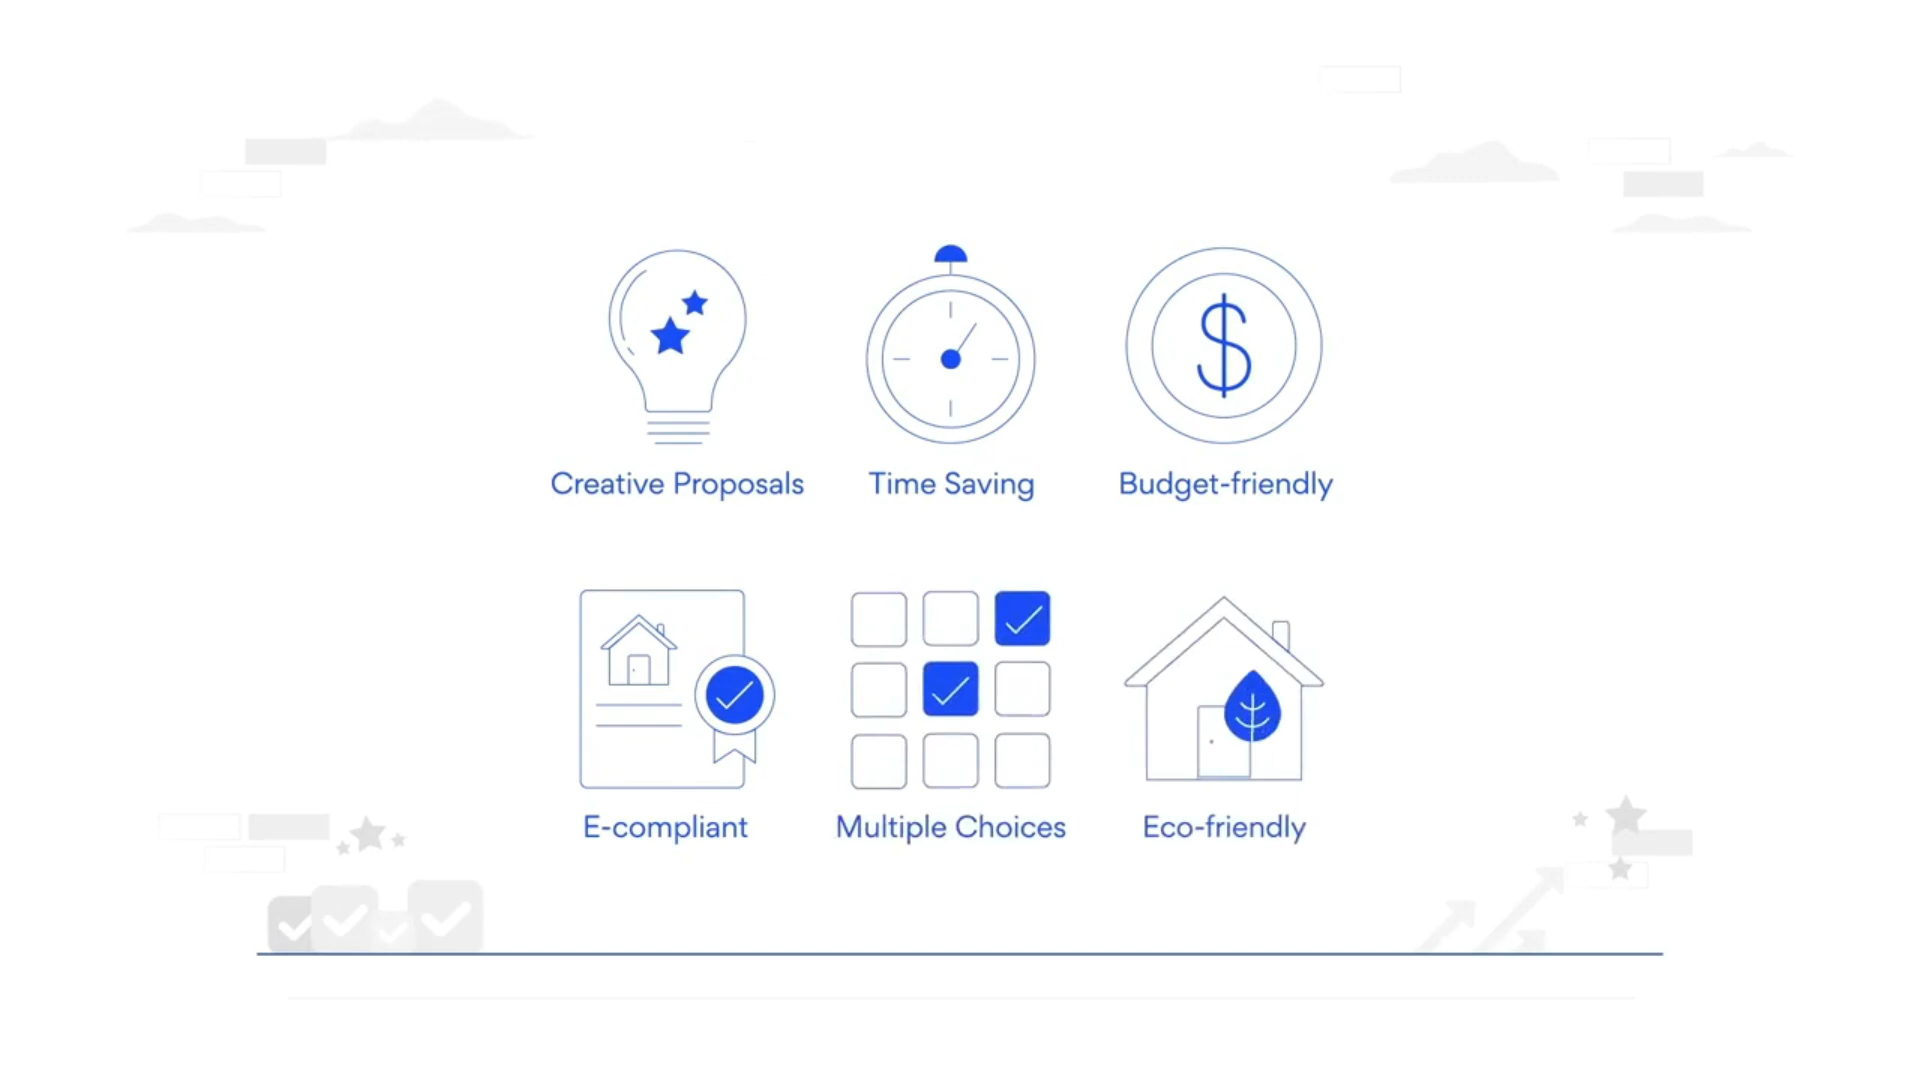 Creative Proposals
Time Saving
Budget-friendly
E-compliant
Multiple Choices
Eco-friendly